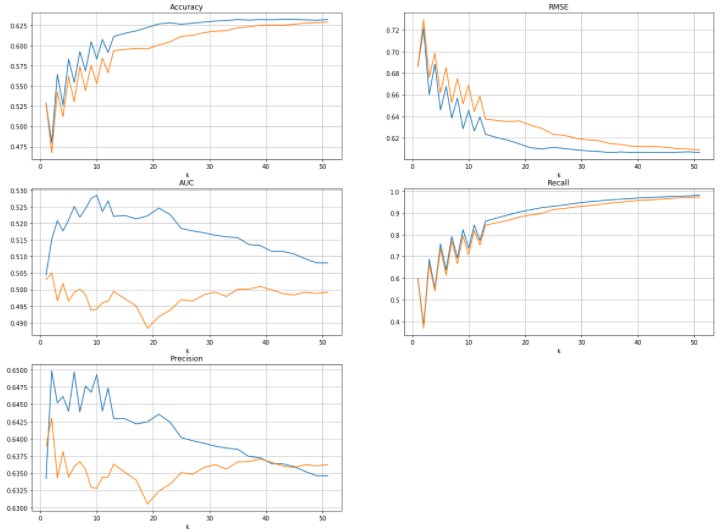 Accuracy
0.625
0.600
0.575
0.550
0.525
0.500
0.475
0 10 20 30 40 50
k
RMSE
0.72
0.70
0.68
0.66
0.64
0.62
0 10 20 30 40 50
k
AUC
0.530
0.525
0.520
0.515
0.510
0.505
0.500
0.495
0.490
0 10 20 30 40 50
k
Recall
1.0
0.9
0.8
0.7
0.6
0.5
0.4
0 10 20 30 40 50
k
Precision
0.6500
0.6475
0.6450
0.6425
0.6400
0.6375
0.6350
0.6325
0.6300
0 10 20 30 40 50
k